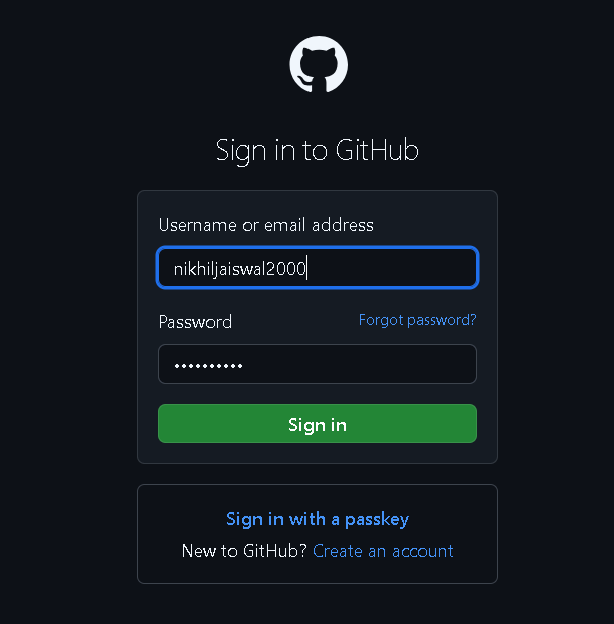 Sign in to GitHub
Username or email address
nikhiljaiswal2000
Password Forgot password?
••••••••••
Sign in
Sign in with a passkey
New to GitHub? Create an account